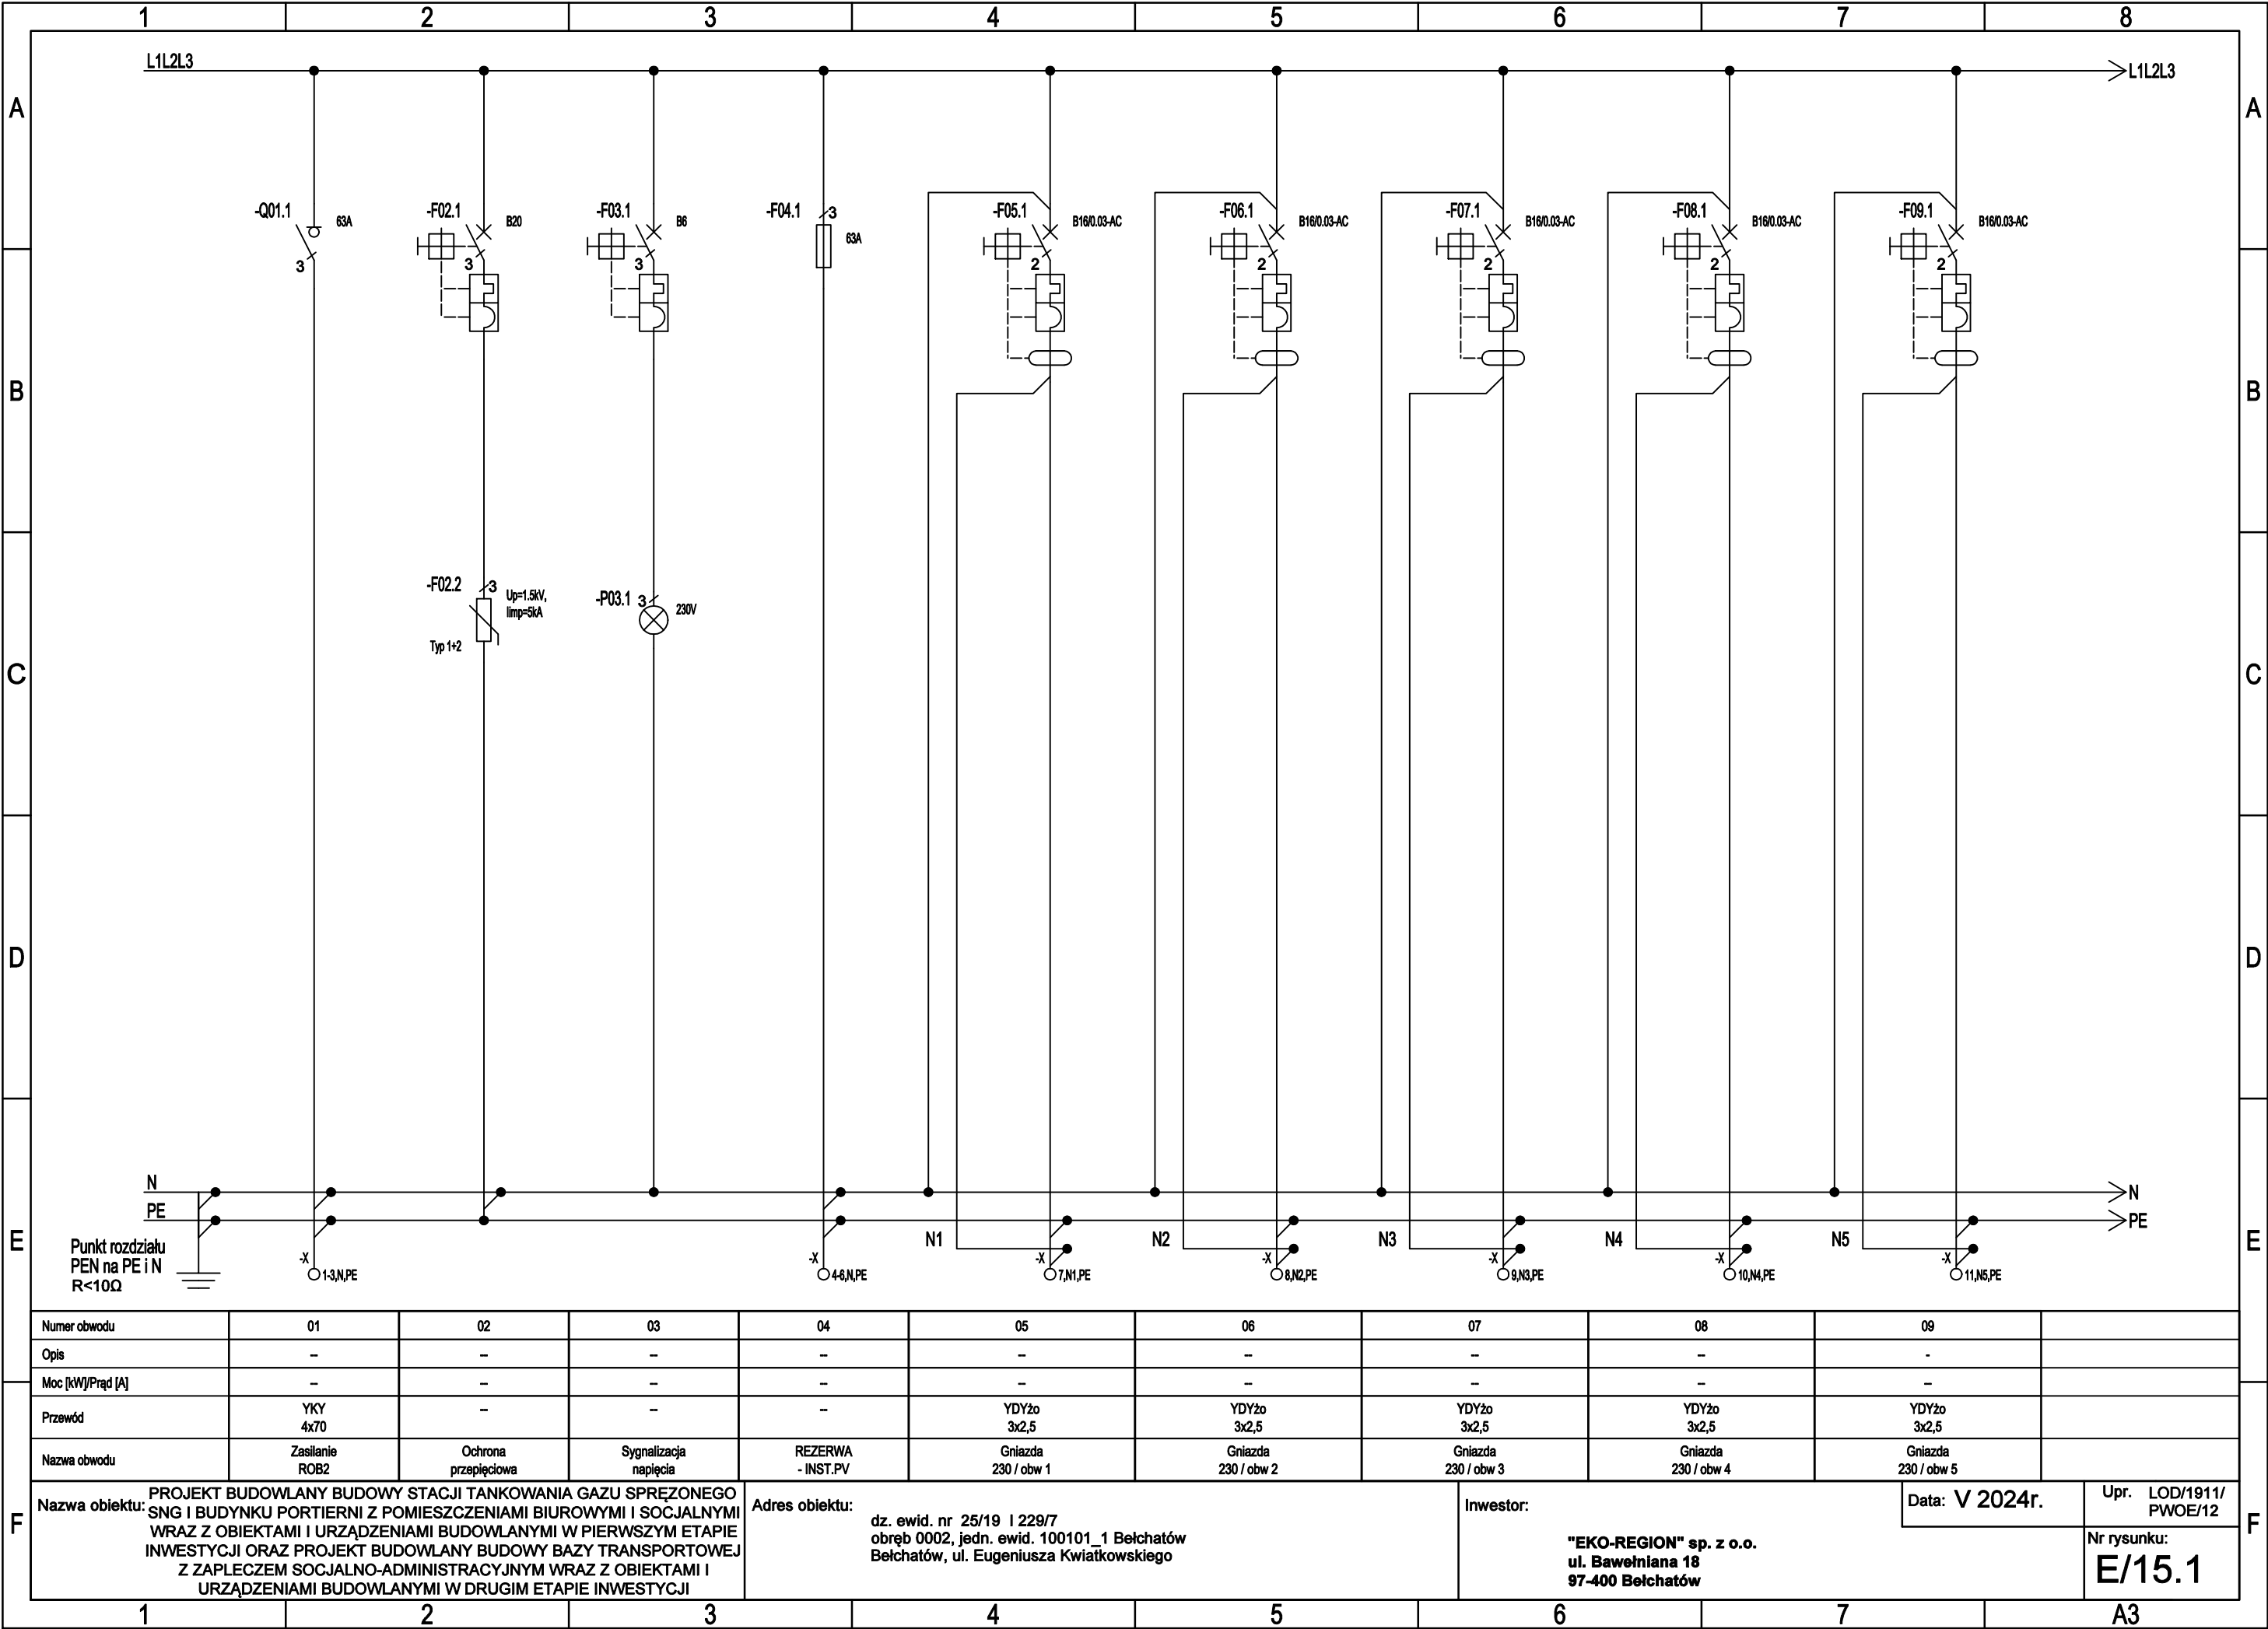 1 2 3 4 5 6 7 8
L1L2L3 L1L2L3
A A
-Q01.1 63A 3
-F02.1 B20 3
-F03.1 B6 3
-F04.1 3 63A
-F05.1 B16/0.03-AC 2
-F06.1 B16/0.03-AC 2
-F07.1 B16/0.03-AC 2
-F08.1 B16/0.03-AC 2
-F09.1 B16/0.03-AC 2
B B
-F02.2 3 Up=1.5kV,
Iimp=5kA
Typ 1+2
-P03.1 3 230V
C C
D D
N N
PE PE
E E
Punkt rozdziału
PEN na PE i N
R<10Ω
N1 N2 N3 N4 N5
-X -X -X -X -X -X -X
1-3,N,PE 4-6,N,PE 7,N1,PE 8,N2,PE 9,N3,PE 10,N4,PE 11,N5,PE
Numer obwodu 01 02 03 04 05 06 07 08 09
Opis -- -- -- -- -- -- -- -- -
Moc [kW]/Prąd [A] -- -- -- -- -- -- -- -- --
Przewód YKY -- -- -- YDYżo YDYżo YDYżo YDYżo YDYżo
4x70 3x2,5 3x2,5 3x2,5 3x2,5 3x2,5
Nazwa obwodu Zasilanie Ochrona Sygnalizacja REZERWA Gniazda Gniazda Gniazda Gniazda Gniazda
ROB2 przepięciowa napięcia - INST.PV 230 / obw 1 230 / obw 2 230 / obw 3 230 / obw 4 230 / obw 5
F F
Nazwa obiektu: PROJEKT BUDOWLANY BUDOWY STACJI TANKOWANIA GAZU SPRĘZONEGO
SNG I BUDYNKU PORTIERNI Z POMIESZCZENIAMI BIUROWYMI I SOCJALNYMI
WRAZ Z OBIEKTAMI I URZĄDZENIAMI BUDOWLANYMI W PIERWSZYM ETAPIE
INWESTYCJI ORAZ PROJEKT BUDOWLANY BUDOWY BAZY TRANSPORTOWEJ
Z ZAPLECZEM SOCJALNO-ADMINISTRACYJNYM WRAZ Z OBIEKTAMI I
URZĄDZENIAMI BUDOWLANYMI W DRUGIM ETAPIE INWESTYCJI
Adres obiektu:
dz. ewid. nr 25/19 I 229/7
obręb 0002, jedn. ewid. 100101_1 Bełchatów
Bełchatów, ul. Eugeniusza Kwiatkowskiego
Inwestor:
"EKO-REGION" sp. z o.o.
ul. Bawełniana 18
97-400 Bełchatów
Data: V 2024r.
Upr. LOD/1911/
PWOE/12
Nr rysunku:
E/15.1
1 2 3 4 5 6 7 A3